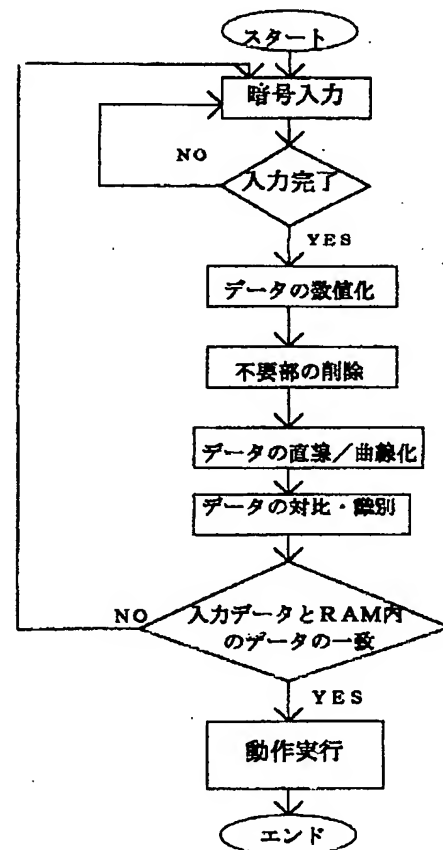 スタート
暗号入力
NO
入力完了
YES
データの数値化
不要部の削除
データの直線／曲線化
データの対比・識別
NO
入力データとRAM内
のデータの一致
YES
動作実行
エンド